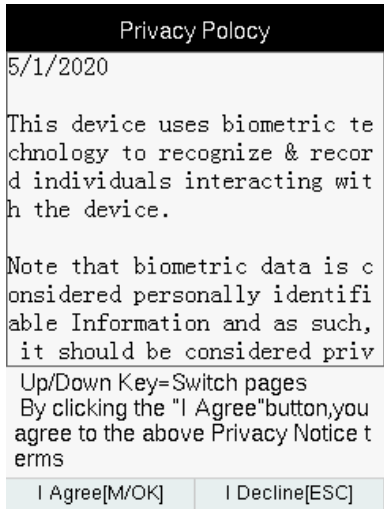 Privacy Polocy
5/1/2020
This device uses biometric te
chnology to recognize & recor
d individuals interacting wit
h the device.
Note that biometric data is c
onsidered personally identifi
able Information and as such,
it should be considered priv
Up/Down Key=Switch pages
By clicking the "I Agree"button,you
agree to the above Privacy Notice t
erms
I Agree[M/OK]
I Decline[ESC]